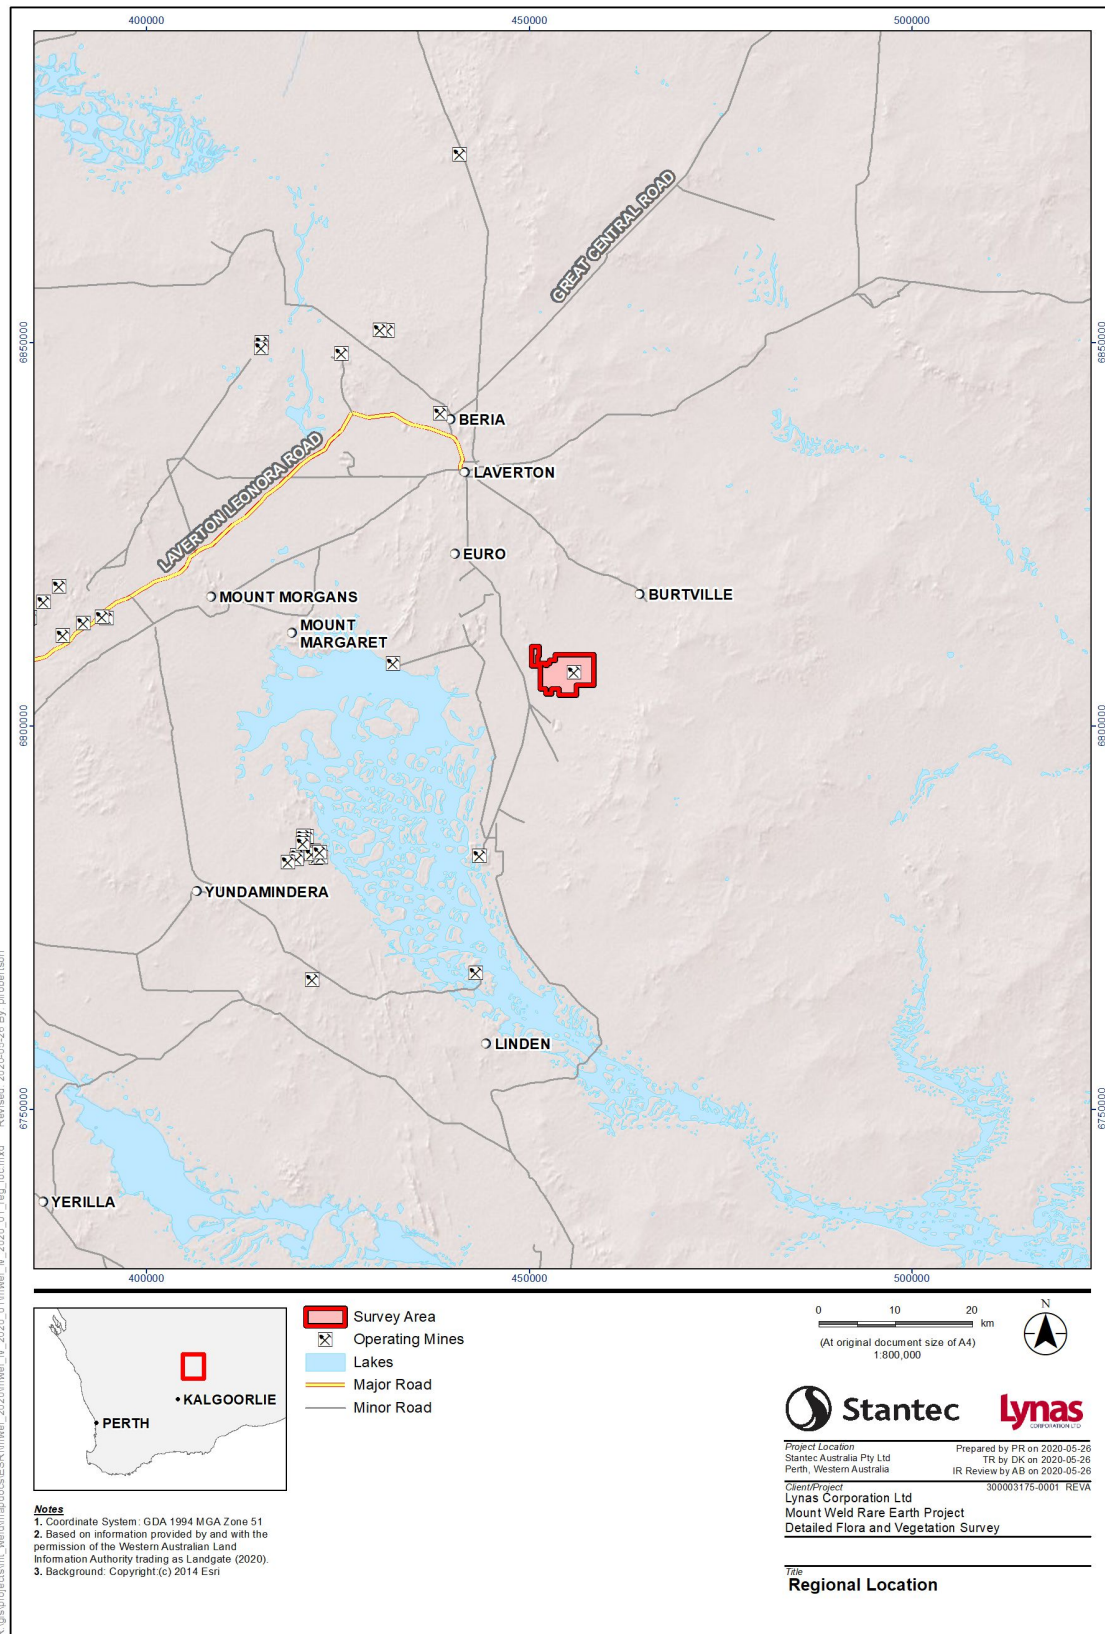 400000
450000
500000
GREAT CENTRAL ROAD
6850000
6850000
BERIA
LAVERTON LEONORA ROAD
LAVERTON
EURO
MOUNT MORGANS
BURTVILLE
MOUNT
MARGARET
6800000
6800000
YUNDAMINDERA
LINDEN
6750000
6750000
YERILLA
400000
450000
500000
KALGOORLIE
PERTH
Survey Area
Operating Mines
Lakes
Major Road
Minor Road
0 10 20
km
(At original document size of A4)
1:800,000
N
Stantec
Lynas
CORPORATION LTD
Project Location
Stantec Australia Pty Ltd
Perth, Western Australia
Prepared by PR on 2020-05-26
TR by DK on 2020-05-26
IR Review by AB on 2020-05-26
Client/Project
300003175-0001 REVA
Lynas Corporation Ltd
Mount Weld Rare Earth Project
Detailed Flora and Vegetation Survey
Title
Regional Location
Notes
1. Coordinate System: GDA 1994 MGA Zone 51
2. Based on information provided by and with the
permission of the Western Australian Land
Information Authority trading as Landgate (2020).
3. Background: Copyright:(c) 2014 Esri